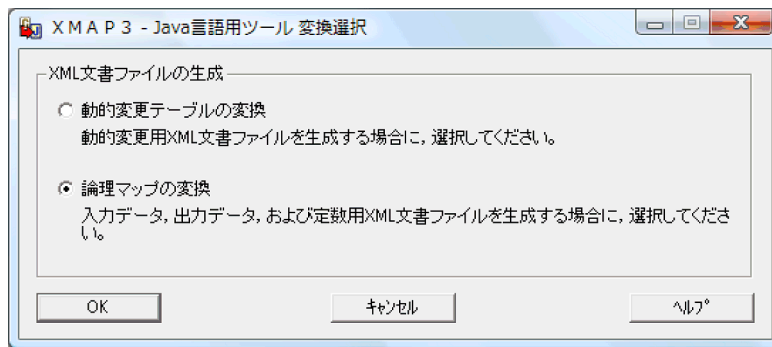 XMAP3 - Java言語用ツール 変換選択
XML文書ファイルの生成
動的変更テーブルの変換
動的変更用XML文書ファイルを生成する場合に，選択してください。
論理マップの変換
入力データ，出力データ，および定数用XML文書ファイルを生成する場合に，選択してくださ
い。
OK ｷｬﾝｾﾙ ﾍﾙﾌﾟ